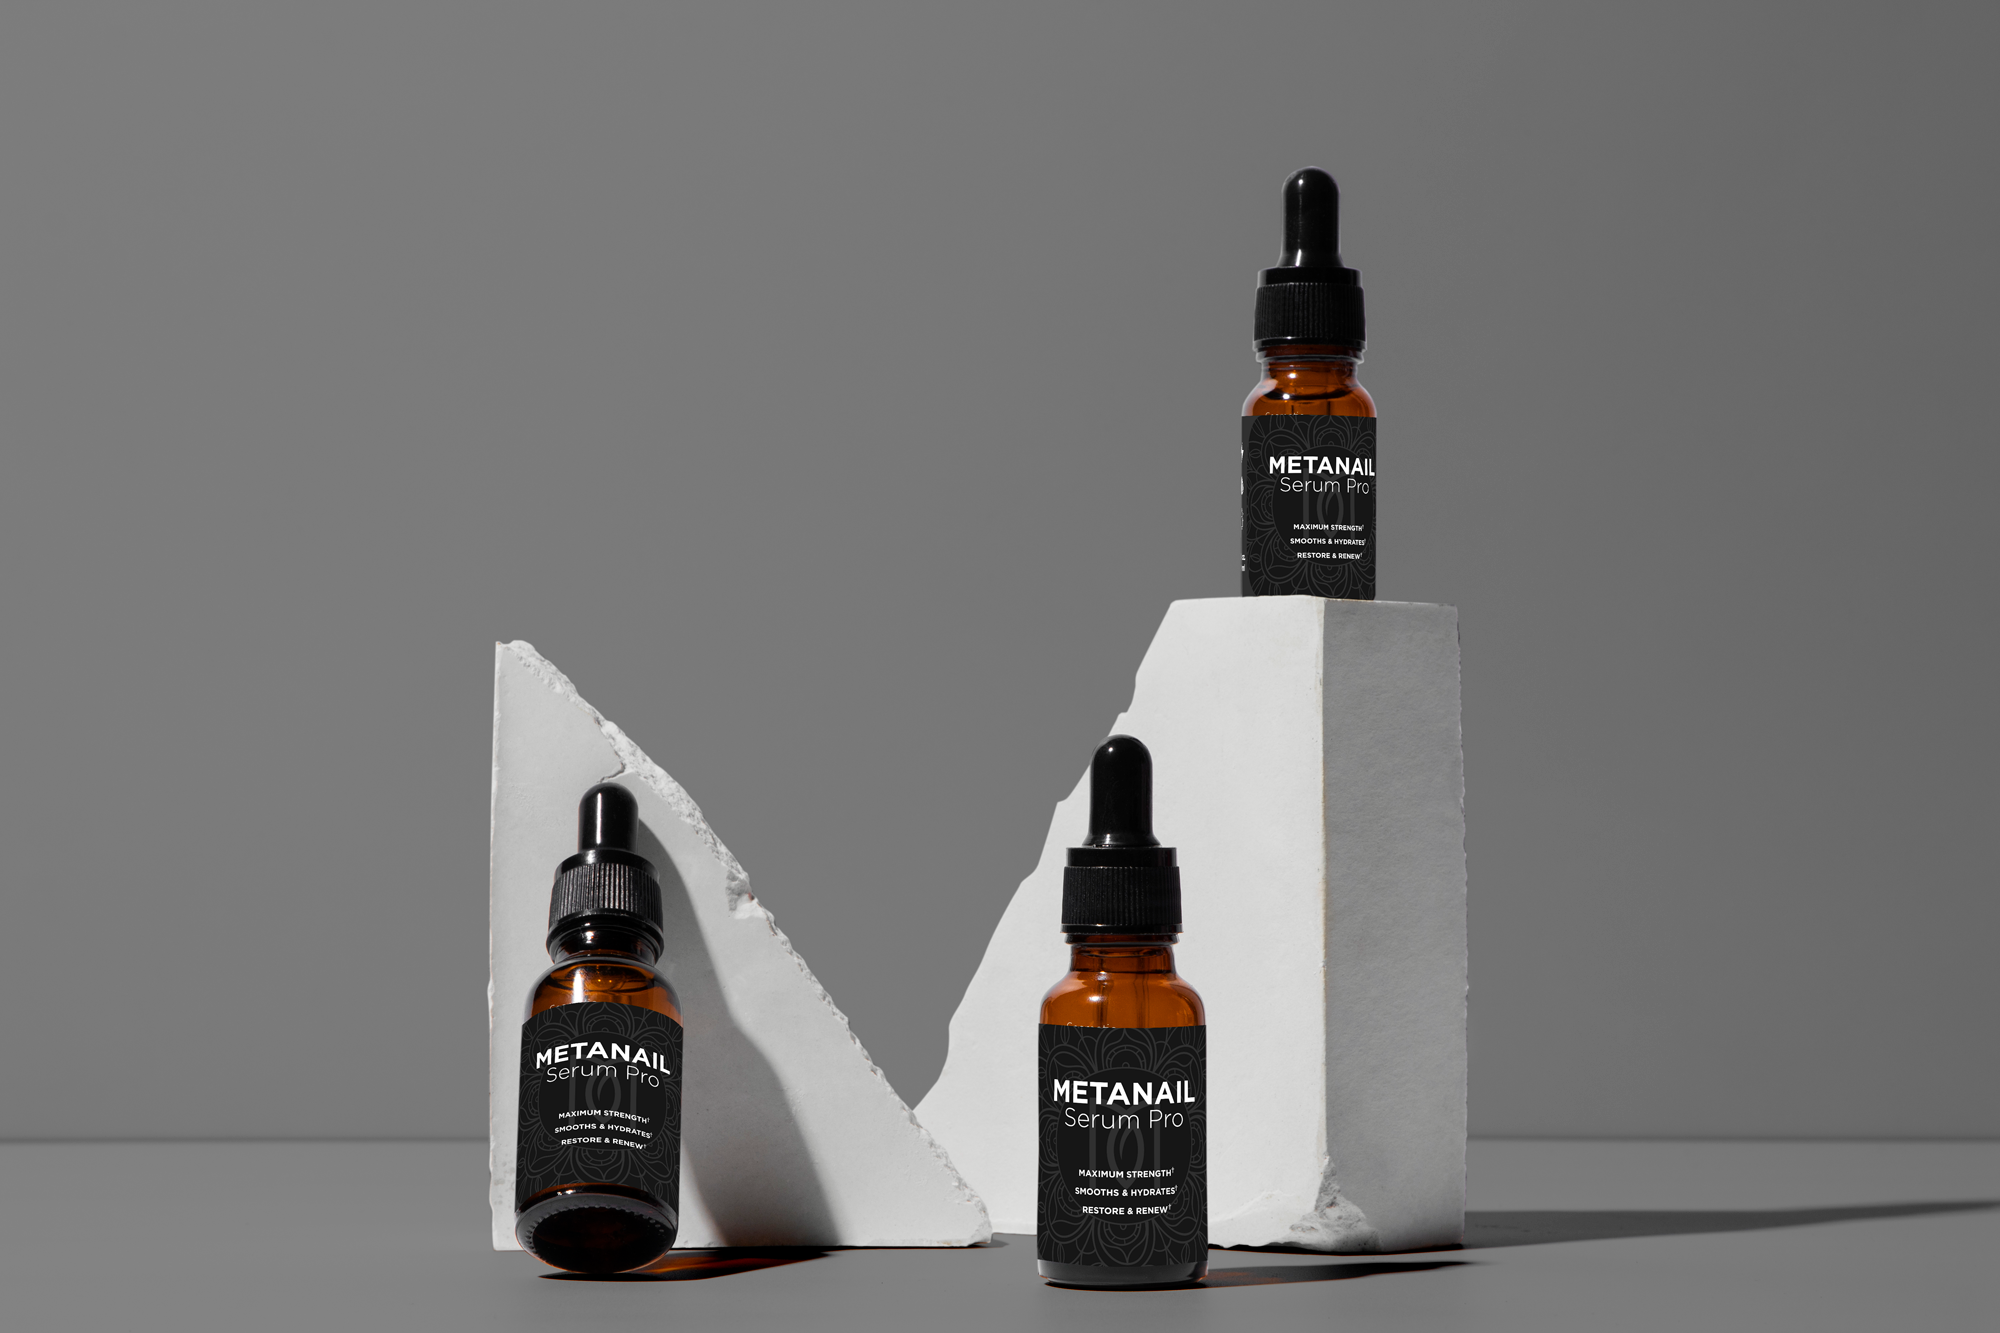 METANAIL
Serum Pro
MAXIMUM STRENGTH†
SMOOTHS & HYDRATES†
RESTORE & RENEW†
METANAIL
Serum Pro
MAXIMUM STRENGTH†
SMOOTHS & HYDRATES†
RESTORE & RENEW†
METANAIL
Serum Pro
MAXIMUM STRENGTH†
SMOOTHS & HYDRATES†
RESTORE & RENEW†